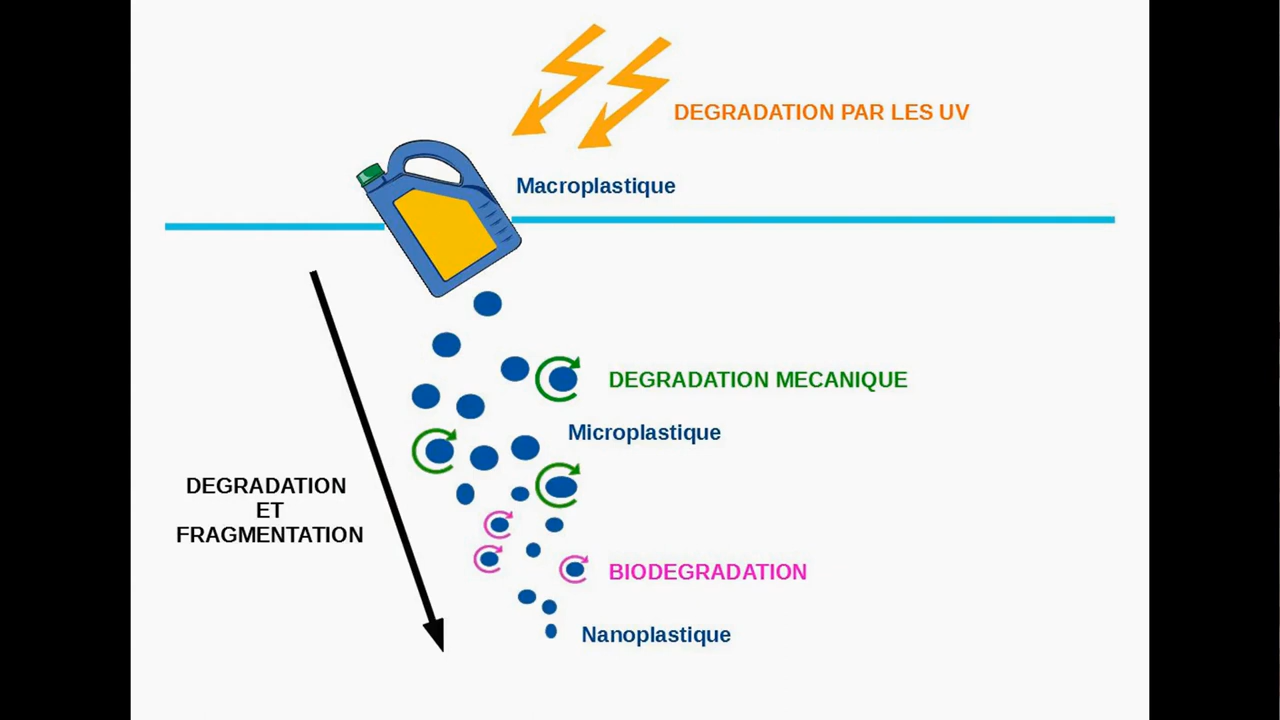 DEGRADATION PAR LES UV
Macroplastique
DEGRADATION MECANIQUE
Microplastique
DEGRADATION
ET
FRAGMENTATION
BIODEGRADATION
Nanoplastique